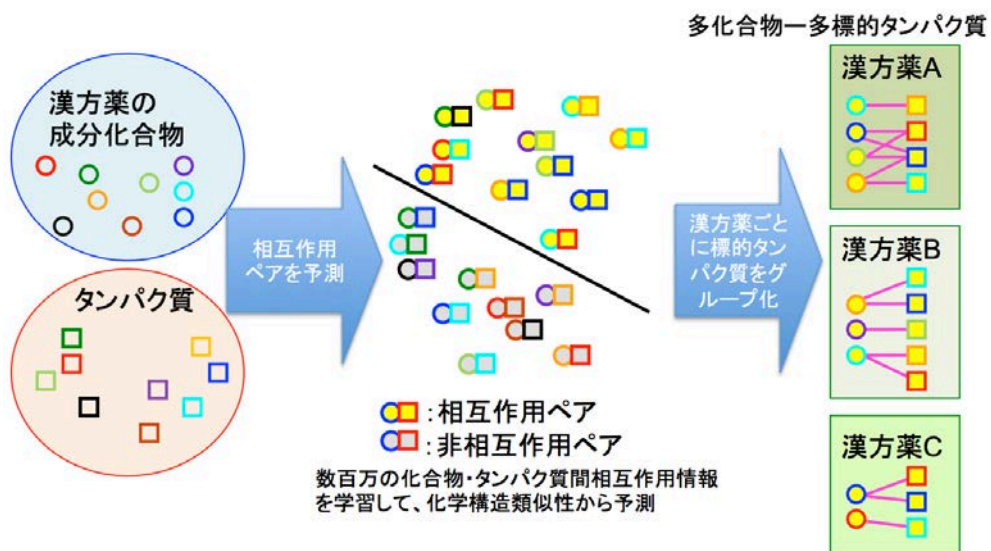 多化合物ー多標的タンパク質
漢方薬の
成分化合物
タンパク質
相互作用
ペアを予測
:相互作用ペア
:非相互作用ペア
数百万の化合物・タンパク質間相互作用情報
を学習して、化学構造類似性から予測
漢方薬ごと
に標的タン
パク質をグ
ループ化
漢方薬A
漢方薬B
漢方薬C